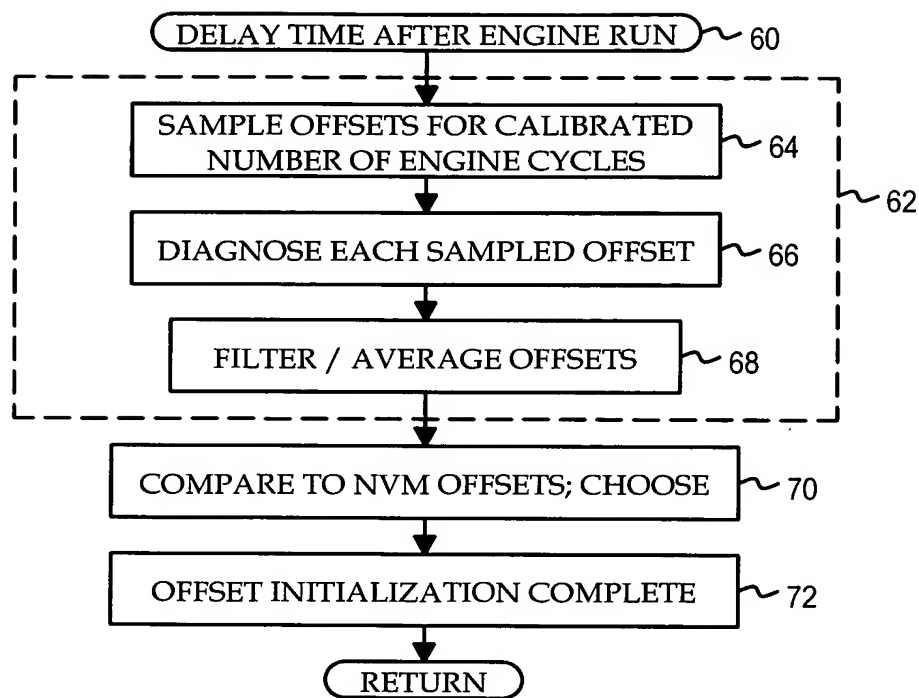 DELAY TIME AFTER ENGINE RUN 60
SAMPLE OFFSETS FOR CALIBRATED
NUMBER OF ENGINE CYCLES 64
62
DIAGNOSE EACH SAMPLED OFFSET 66
FILTER / AVERAGE OFFSETS 68
COMPARE TO NVM OFFSETS; CHOOSE 70
OFFSET INITIALIZATION COMPLETE 72
RETURN